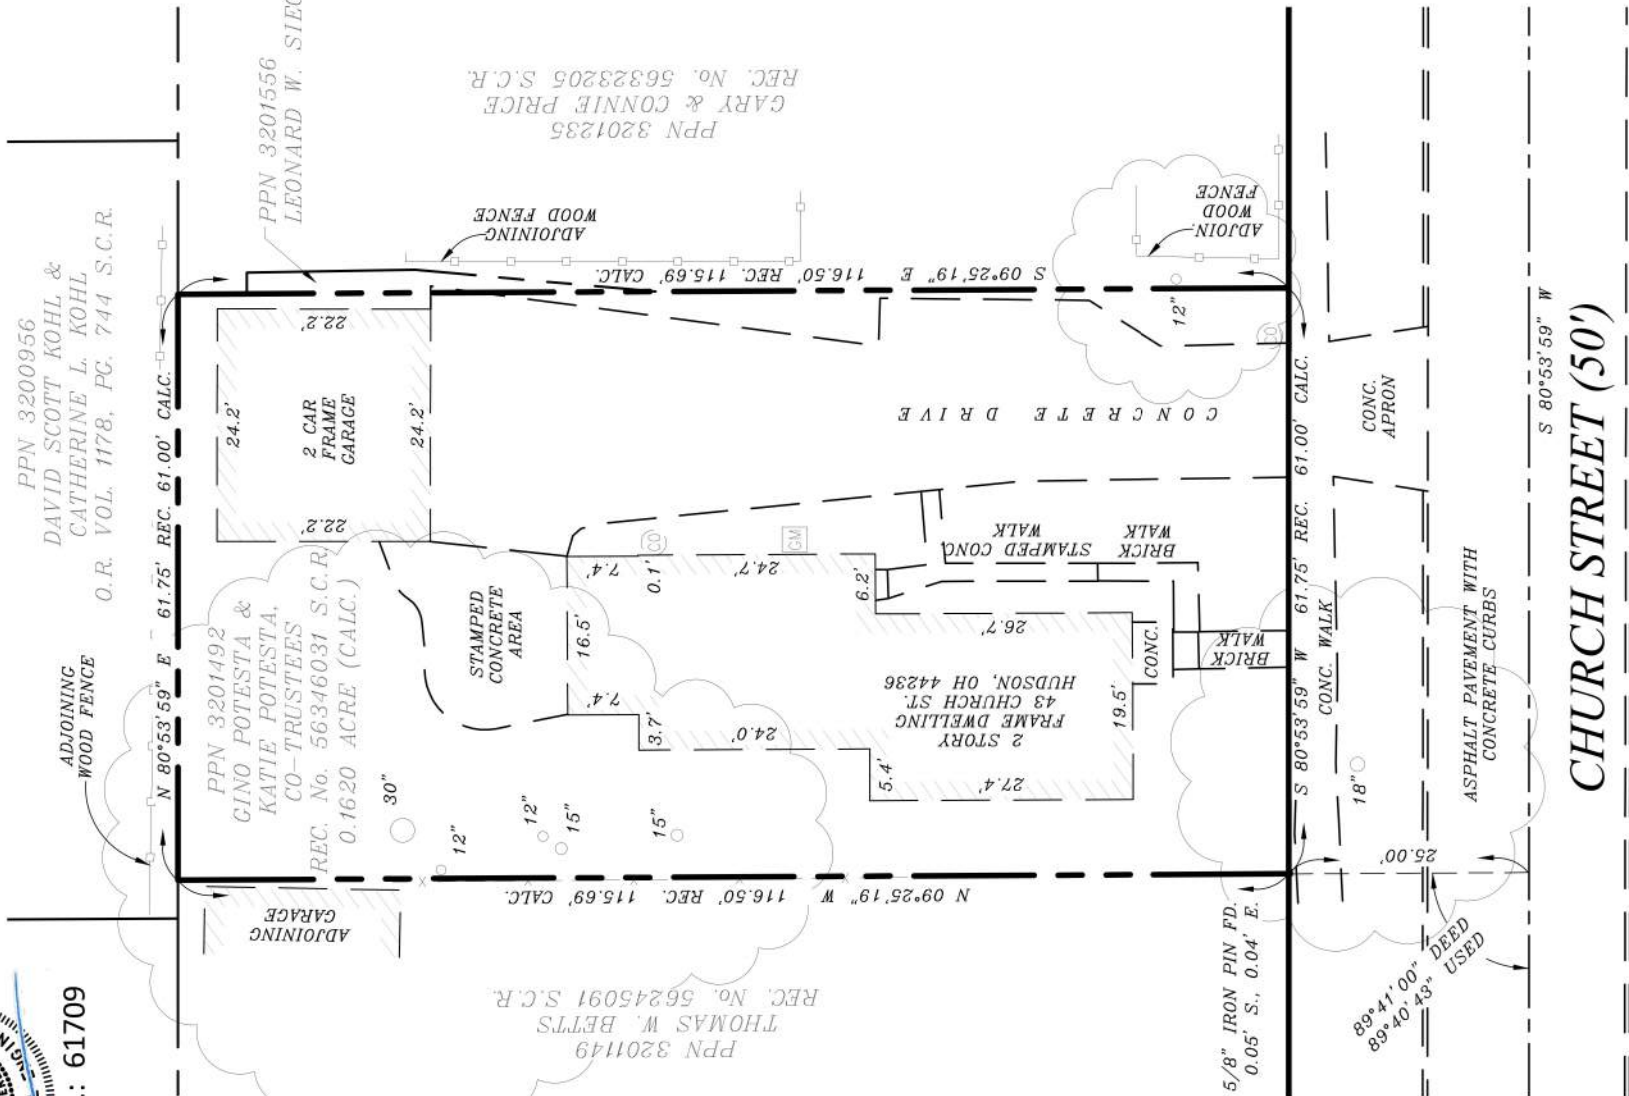 PPN 3200956
DAVID SCOTT KOHL &
CATHERINE L. KOHL
O.R. VOL. 1178, PG. 744 S.C.R.
PPN 3201556
LEONARD W.
PPN 3201235
GARY & CONNIE PRICE
REC. No. 56323205 S.C.R.
ADJOINING
WOOD FENCE
ADJOIN.
WOOD
FENCE
S 09°25'19" E 116.50' REC. 115.69' CALC.
12"
CO
N 80°53'59" E 61.75' REC. 61.00' CALC.
22.2'
24.2'
2 CAR
FRAME
GARAGE
24.2'
22.2'
CONCRETE DRIVE
CONC.
APRON
ADJOINING
WOOD FENCE
PPN 3201492
GINO POTESTA &
KATIE POTESTA,
CO-TRUSTEES
REC. No. 56346031 S.C.R.
0.1620 ACRE (CALC.)
STAMPED
CONCRETE
AREA
7.4'
0.1'
CO
24.7'
GM
6.2'
16.5'
7.4'
3.7'
24.0'
5.4'
26.7'
27.4'
19.5'
2 STORY
FRAME DWELLING
43 CHURCH ST.
HUDSON, OH 44236
STAMPED CONC.
WALK
BRICK
WALK
CONC.
BRICK
WALK
30"
12"
12"
15"
15"
18"
S 80°53'59" W 61.75' REC. 61.00' CALC.
CONC. WALK
ADJOINING
GARAGE
N 09°25'19" W 116.50' REC. 115.69' CALC.
PPN 3201149
THOMAS W. BETTS
REC. No. 56245091 S.C.R.
5/8" IRON PIN FD.
0.05' S., 0.04' E.
25.00'
89°41'00" DEED
89°40'43" USED
ASPHALT PAVEMENT WITH
CONCRETE CURBS
S 80°53'59" W
CHURCH STREET (50')
.: 61709